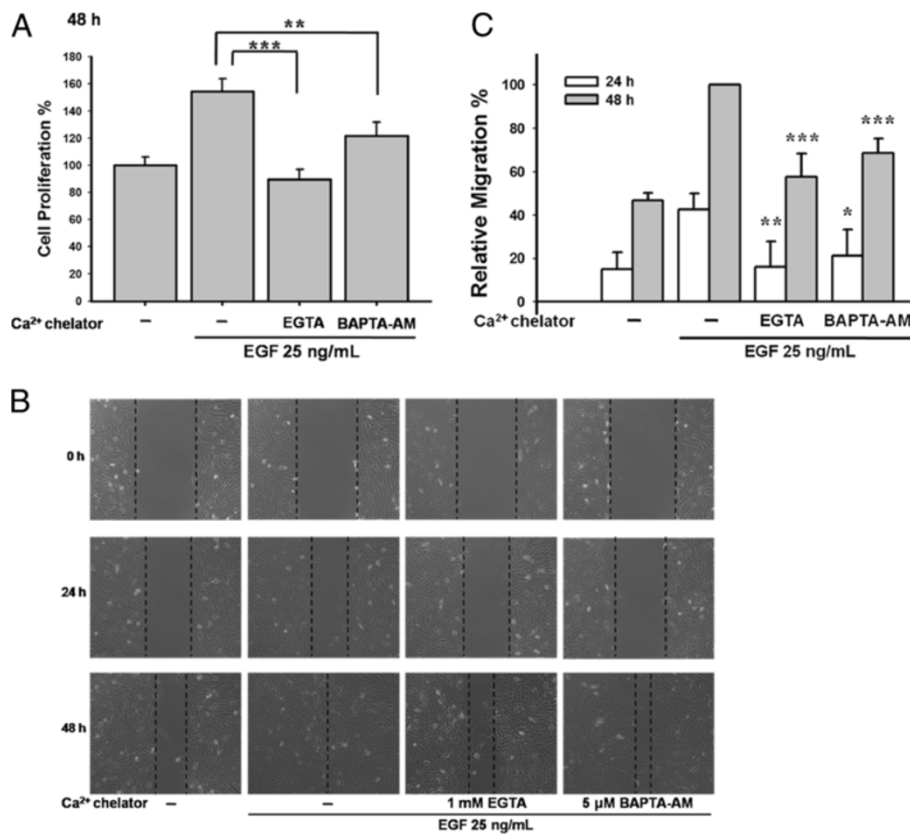 A
48 h
**
***
Cell Proliferation %
180
160
140
120
100
80
60
40
20
0
Ca²⁺ chelator – – EGTA BAPTA-AM
EGF 25 ng/mL
C
24 h
48 h
Relative Migration %
100
80
60
40
20
0
***
***
**
*
Ca²⁺ chelator – – EGTA BAPTA-AM
EGF 25 ng/mL
B
0 h
24 h
48 h
Ca²⁺ chelator – – 1 mM EGTA 5 µM BAPTA-AM
EGF 25 ng/mL